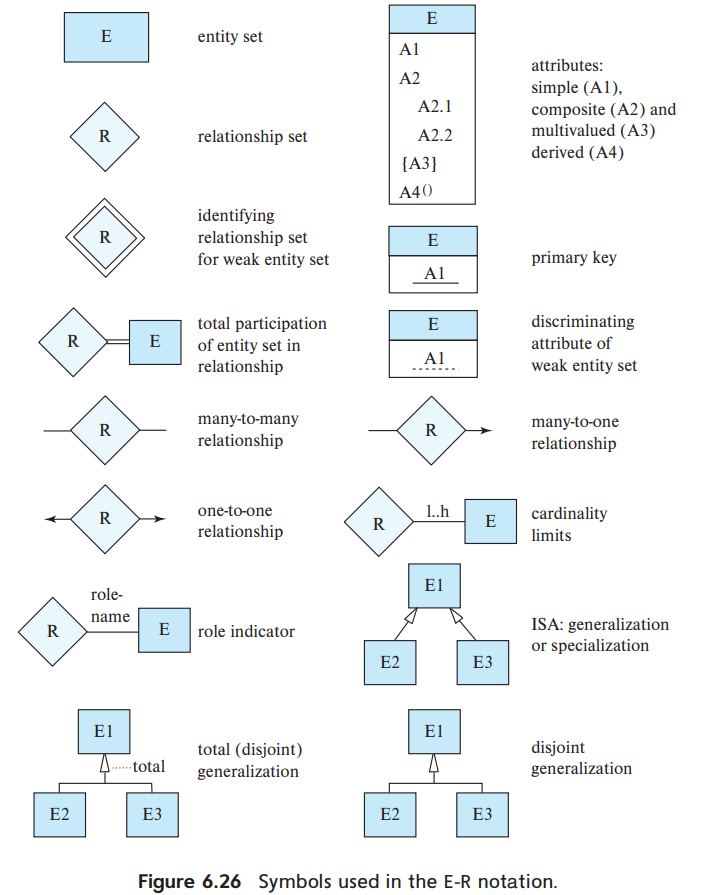 E
entity set
R
relationship set
R
identifying
relationship set
for weak entity set
R
E
total participation
of entity set in
relationship
R
many-to-many
relationship
R
one-to-one
relationship
R
role-
name
E
role indicator
E1
total
E2
E3
total (disjoint)
generalization
E
A1
A2
A2.1
A2.2
{A3}
A4()
attributes:
simple (A1),
composite (A2) and
multivalued (A3)
derived (A4)
E
A1
primary key
E
A1
discriminating
attribute of
weak entity set
R
many-to-one
relationship
R
l..h
E
cardinality
limits
E1
E2
E3
ISA: generalization
or specialization
E1
E2
E3
disjoint
generalization
Figure 6.26 Symbols used in the E-R notation.